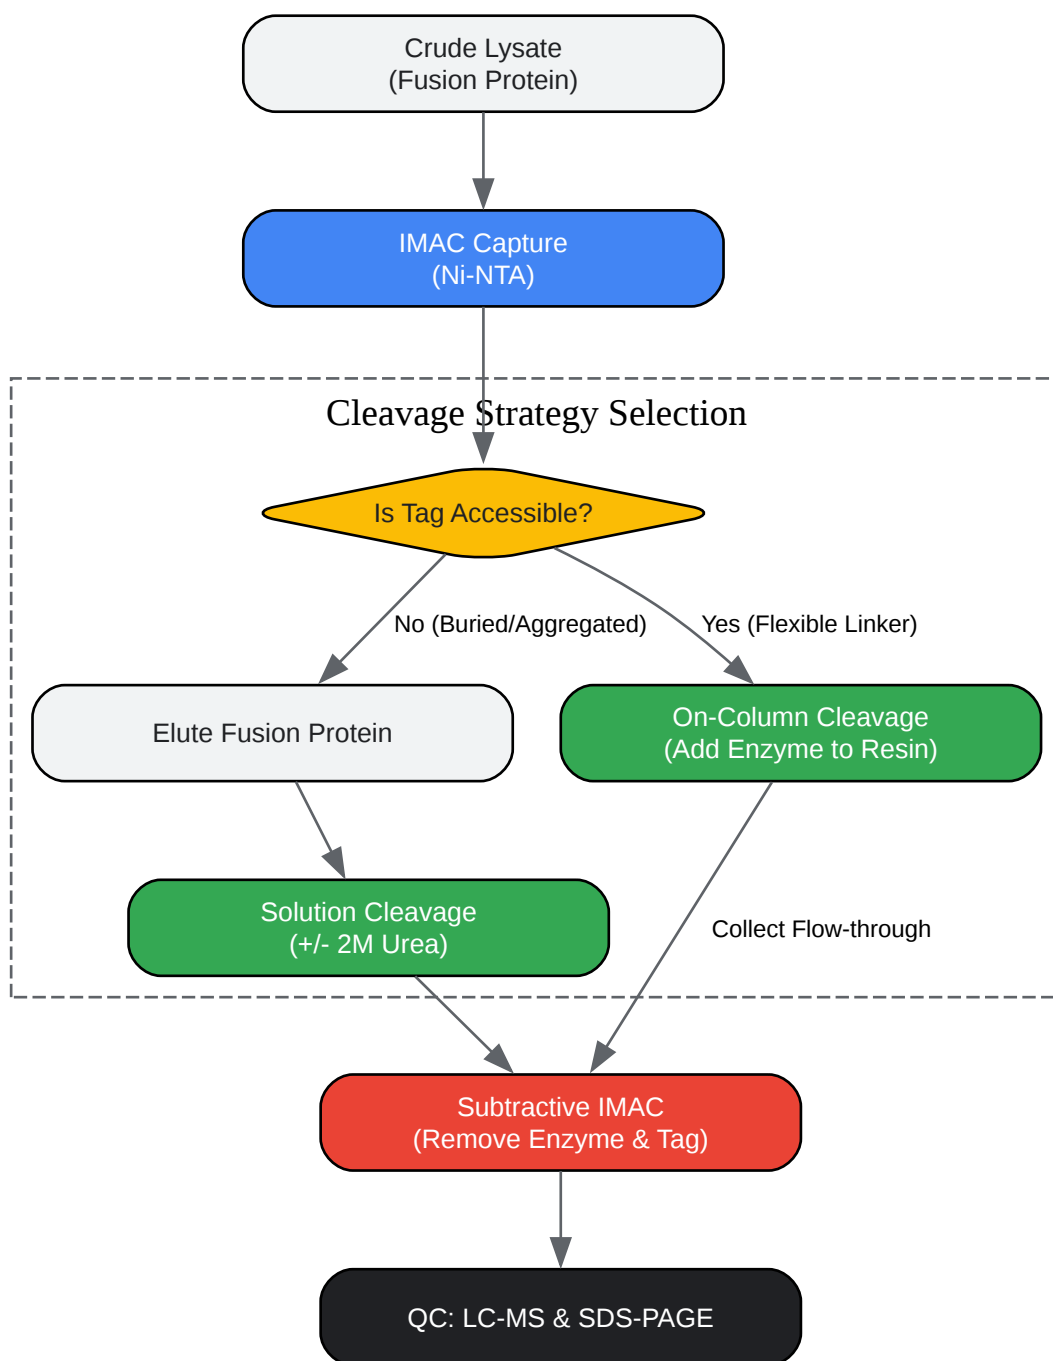 Crude Lysate
(Fusion Protein)
IMAC Capture
(Ni-NTA)
Cleavage Strategy Selection
Is Tag Accessible?
No (Buried/Aggregated)
Yes (Flexible Linker)
Elute Fusion Protein
On-Column Cleavage
(Add Enzyme to Resin)
Solution Cleavage
(+/- 2M Urea)
Collect Flow-through
Subtractive IMAC
(Remove Enzyme & Tag)
QC: LC-MS & SDS-PAGE